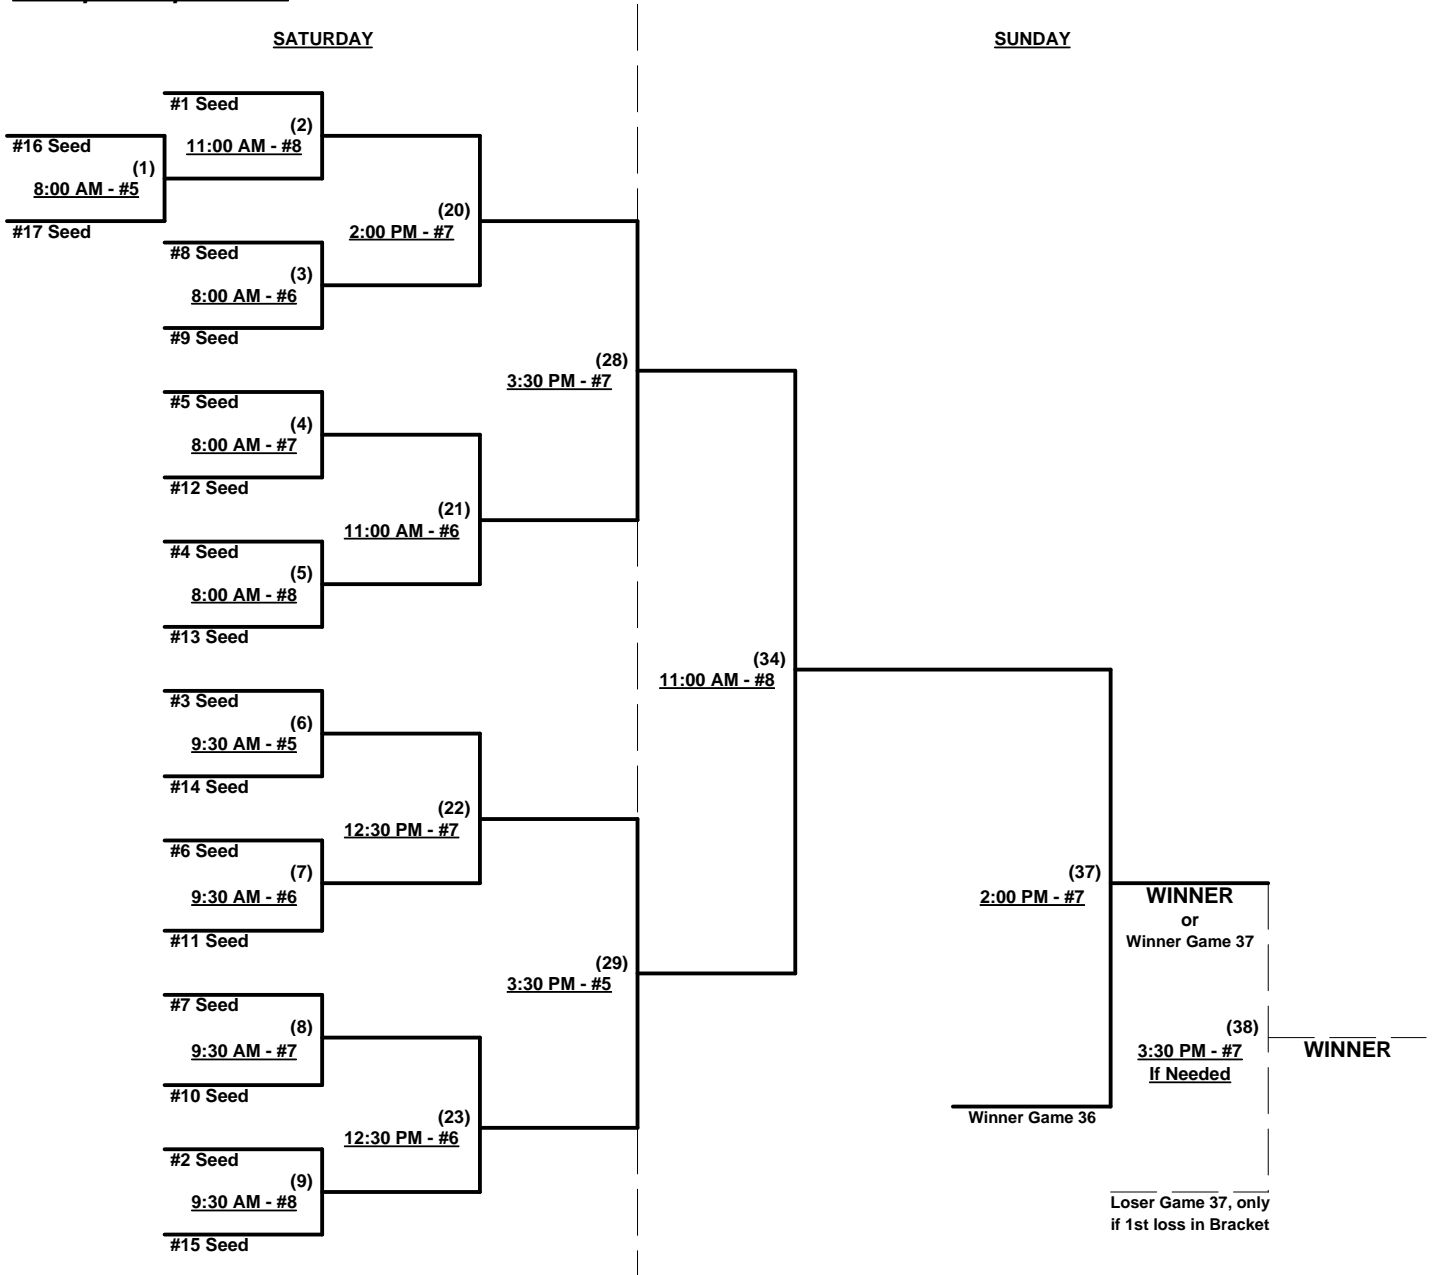 SATURDAY
SUNDAY
#1 Seed
(2)
11:00 AM - #8
#16 Seed
(1)
8:00 AM - #5
#17 Seed
(20)
2:00 PM - #7
#8 Seed
(3)
8:00 AM - #6
#9 Seed
(28)
3:30 PM - #7
#5 Seed
(4)
8:00 AM - #7
#12 Seed
(21)
11:00 AM - #6
#4 Seed
(5)
8:00 AM - #8
#13 Seed
(34)
11:00 AM - #8
#3 Seed
(6)
9:30 AM - #5
#14 Seed
(22)
12:30 PM - #7
#6 Seed
(7)
9:30 AM - #6
#11 Seed
(37)
2:00 PM - #7
WINNER
or
Winner Game 37
(29)
3:30 PM - #5
#7 Seed
(8)
9:30 AM - #7
#10 Seed
(38)
3:30 PM - #7
If Needed
WINNER
(23)
12:30 PM - #6
Winner Game 36
#2 Seed
(9)
9:30 AM - #8
#15 Seed
Loser Game 37, only
if 1st loss in Bracket